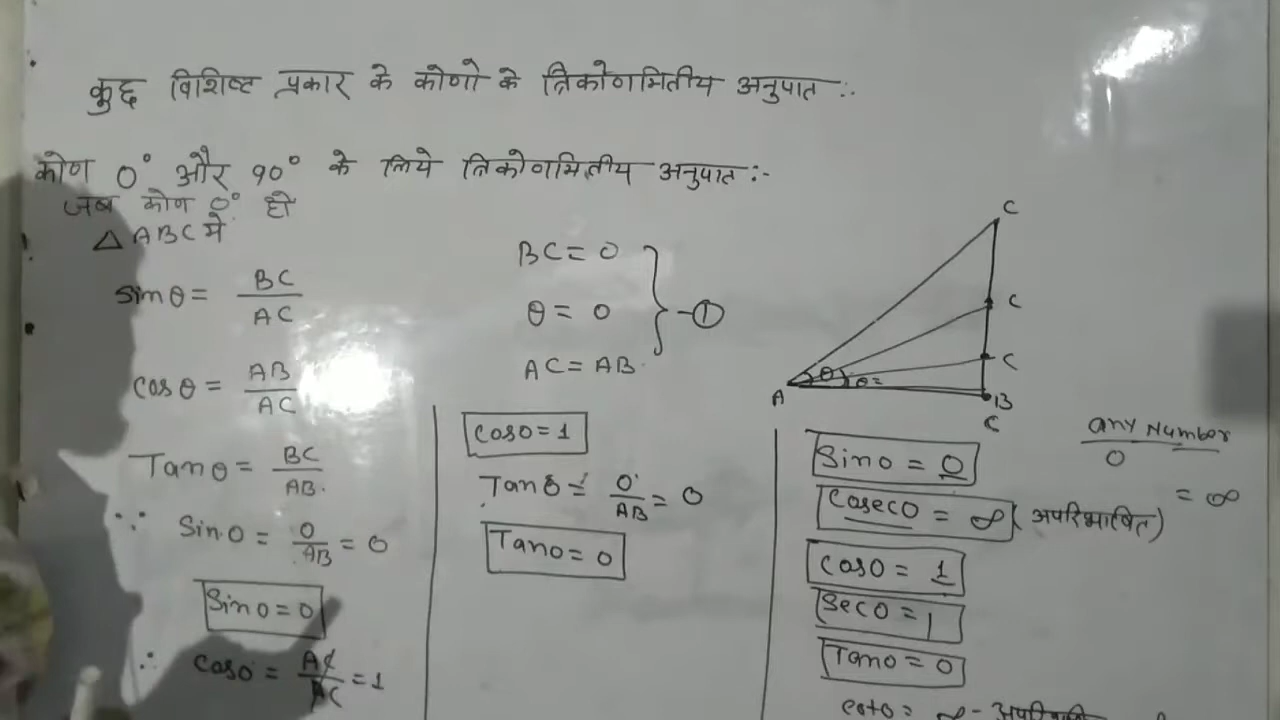 कुछ विशिष्ट प्रकार के कोणो के त्रिकोणमितीय अनुपात :-
कोण 0° और 90° के लिये त्रिकोणमितीय अनुपात :-
जब कोण 0° हो
△ ABC में
Sinθ = BC / AC
Cosθ = AB / AC
Tanθ = BC / AB
∵ Sin0 = 0 / AB = 0
Sin0 = 0
∴ Cos0 = AC / AC = 1
BC = 0
θ = 0
AC = AB
} -①
Cos0 = 1
Tanθ = 0 / AB = 0
Tan0 = 0
C
C
C
A θ θ= B
C
Sin0 = 0
Cosec0 = ∞ (अपरिभाषित)
Cos0 = 1
Sec0 = 1
Tan0 = 0
Cot0 = ∞ -
any Number / 0
= ∞